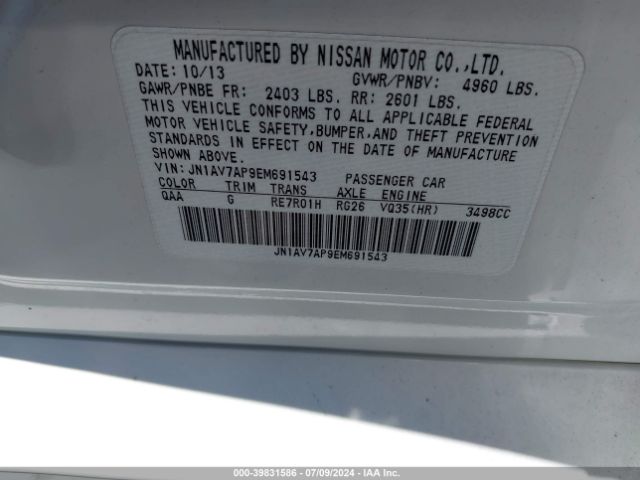 MANUFACTURED BY NISSAN MOTOR CO.,LTD.
DATE: 10/13 GVWR/PNBV: 4960 LBS.
GAWR/PNBE FR: 2403 LBS. RR: 2601 LBS.
THIS VEHICLE CONFORMS TO ALL APPLICABLE FEDERAL
MOTOR VEHICLE SAFETY,BUMPER,AND THEFT PREVENTION
STANDARDS IN EFFECT ON THE DATE OF MANUFACTURE
SHOWN ABOVE.
VIN: JN1AV7AP9EM691543 PASSENGER CAR
COLOR TRIM TRANS AXLE ENGINE
QAA G RE7R01H RG26 VQ35(HR) 3498CC
JN1AV7AP9EM691543
000-39831586 | 07/09/2024 - IAA Inc.